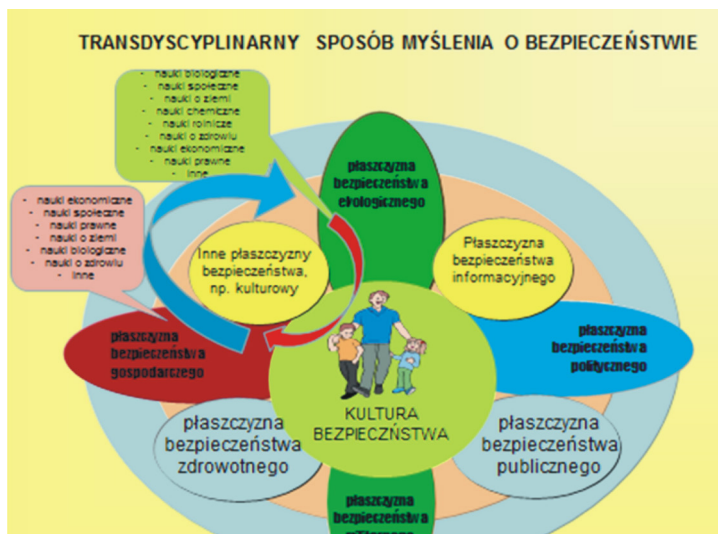 TRANSDYSCYPLINARNY SPOSÓB MYŚLENIA O BEZPIECZEŃSTWIE
- nauki biologiczne
- nauki społeczne
- nauki o ziemi
- nauki chemiczne
- nauki rolnicze
- nauki o zdrowiu
- nauki ekonomiczne
- nauki prawne
- Inne
- nauki ekonomiczne
- nauki społeczne
- nauki prawne
- nauki o ziemi
- nauki biologiczne
- nauki o zdrowiu
- Inne
płaszczyzna
bezpieczeństwa
ekologicznego
Inne płaszczyzny
bezpieczeństwa,
np. kulturowy
Płaszczyzna
bezpieczeństwa
informacyjnego
płaszczyzna
bezpieczeństwa
gospodarczego
płaszczyzna
bezpieczeństwa
politycznego
KULTURA
BEZPIECZŃSTWA
płaszczyzna
bezpieczeństwa
zdrowotnego
płaszczyzna
bezpieczeństwa
publicznego
płaszczyzna
bezpieczeństwa